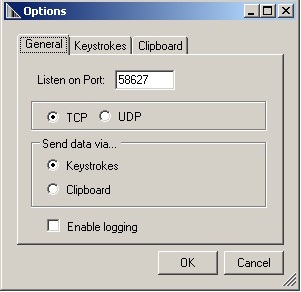 Options
General Keystrokes Clipboard
Listen on Port: 58627
TCP UDP
Send data via...
Keystrokes
Clipboard
Enable logging
OK Cancel